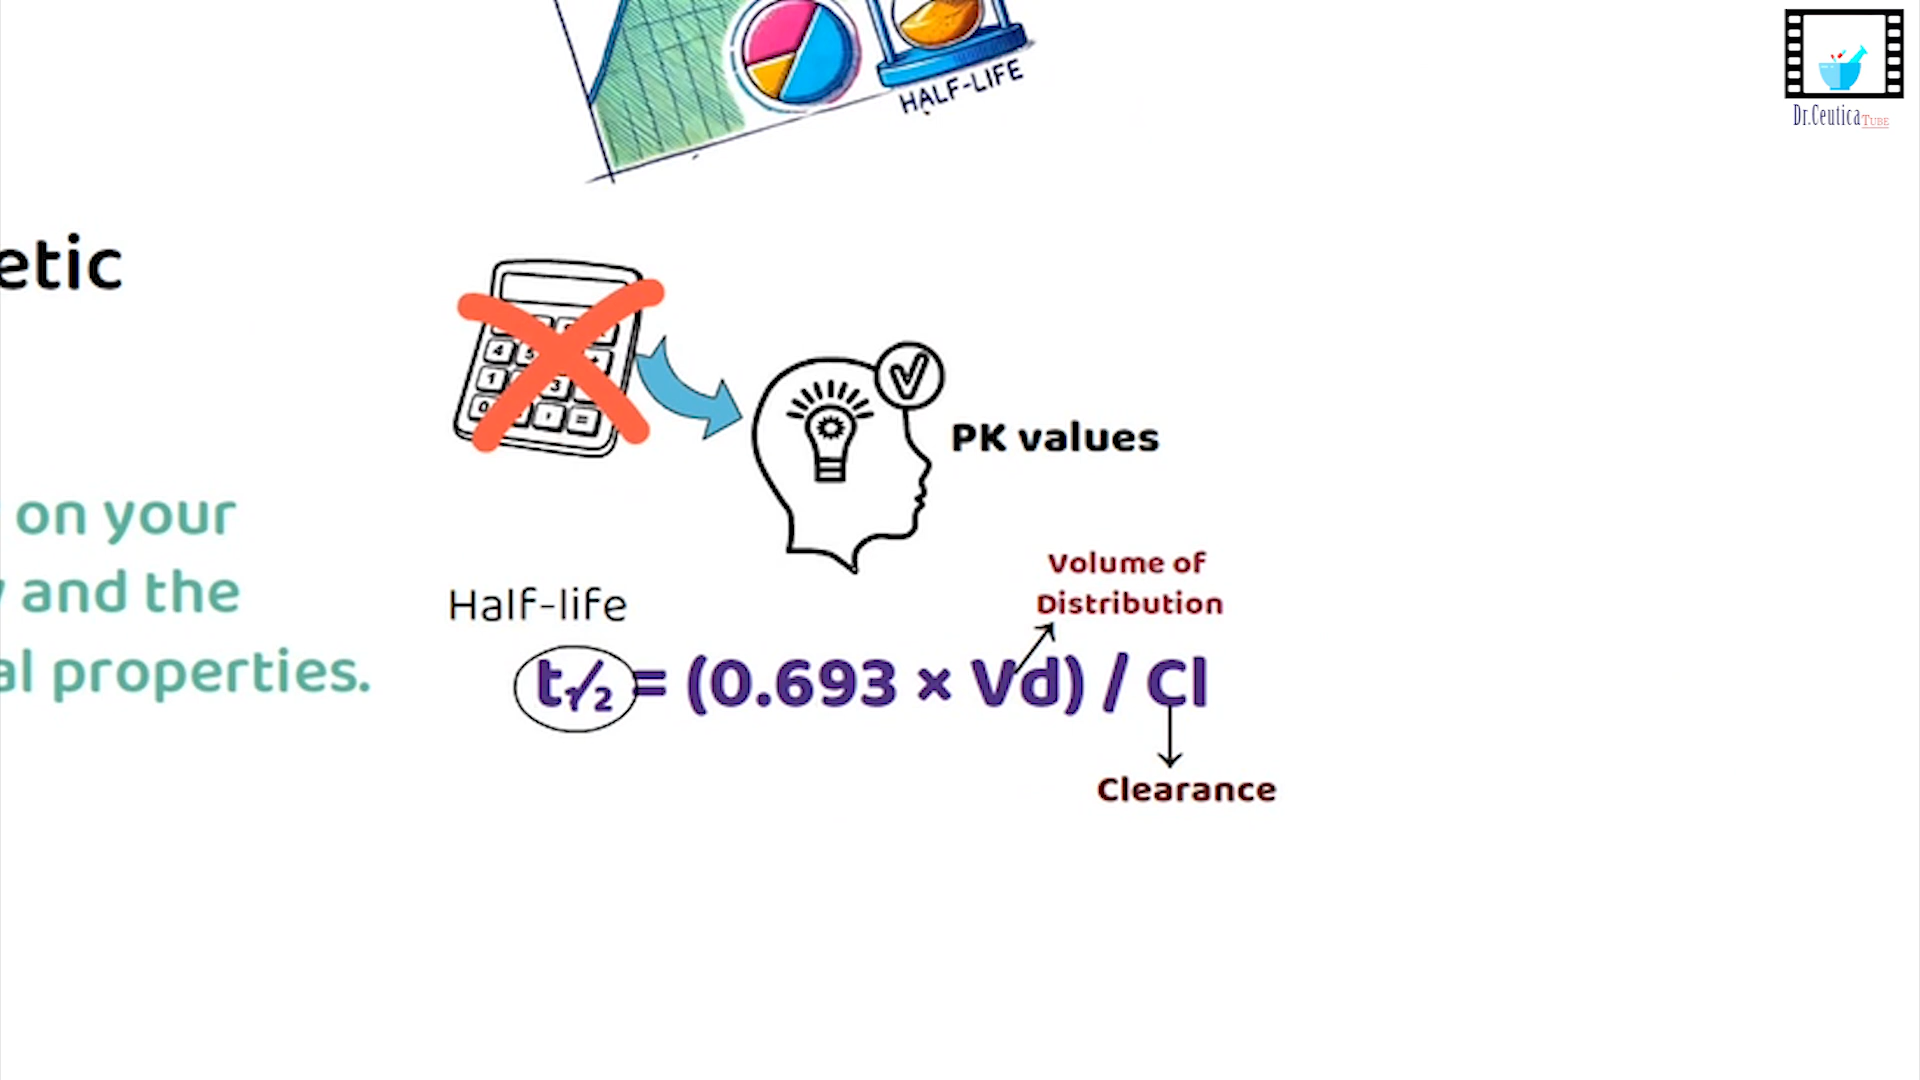 HALF-LIFE
Dr.Ceutica TUBE
etic
PK values
on your
and the
al properties.
Volume of
Distribution
Half-life
t₁/₂ = (0.693 × Vd) / Cl
Clearance